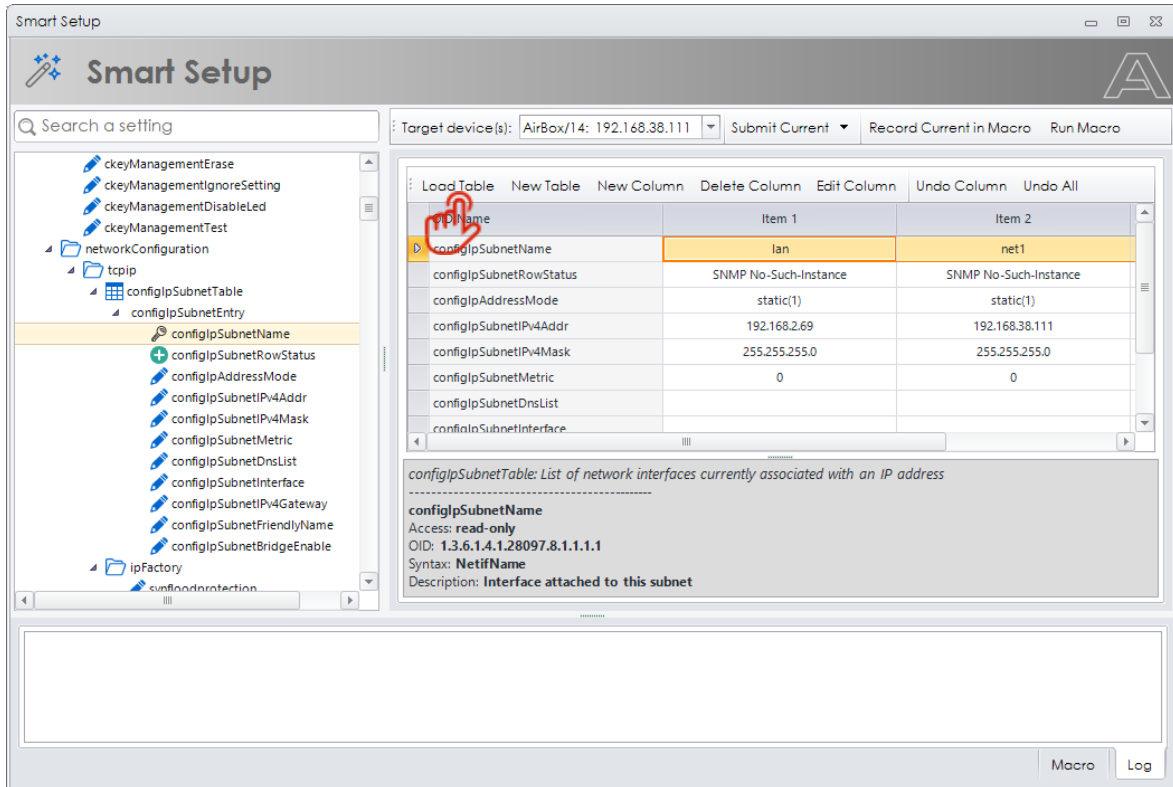 Smart Setup
Smart Setup
Search a setting
Target device(s): AirBox/14: 192.168.38.111 Submit Current Record Current in Macro Run Macro
ckeyManagementErase
ckeyManagementIgnoreSetting
ckeyManagementDisableLed
ckeyManagementTest
networkConfiguration
tcpip
configIpSubnetTable
configIpSubnetEntry
configIpSubnetName
configIpSubnetRowStatus
configIpAddressMode
configIpSubnetIPv4Addr
configIpSubnetIPv4Mask
configIpSubnetMetric
configIpSubnetDnsList
configIpSubnetInterface
configIpSubnetIPv4Gateway
configIpSubnetFriendlyName
configIpSubnetBridgeEnable
ipFactory
synfloodprotection
Load Table New Table New Column Delete Column Edit Column Undo Column Undo All
OID Name Item 1 Item 2
configIpSubnetName lan net1
configIpSubnetRowStatus SNMP No-Such-Instance SNMP No-Such-Instance
configIpAddressMode static(1) static(1)
configIpSubnetIPv4Addr 192.168.2.69 192.168.38.111
configIpSubnetIPv4Mask 255.255.255.0 255.255.255.0
configIpSubnetMetric 0 0
configIpSubnetDnsList
configIpSubnetInterface
configIpSubnetTable: List of network interfaces currently associated with an IP address
----------------------------------------------
configIpSubnetName
Access: read-only
OID: 1.3.6.1.4.1.28097.8.1.1.1.1
Syntax: NetifName
Description: Interface attached to this subnet
Macro Log